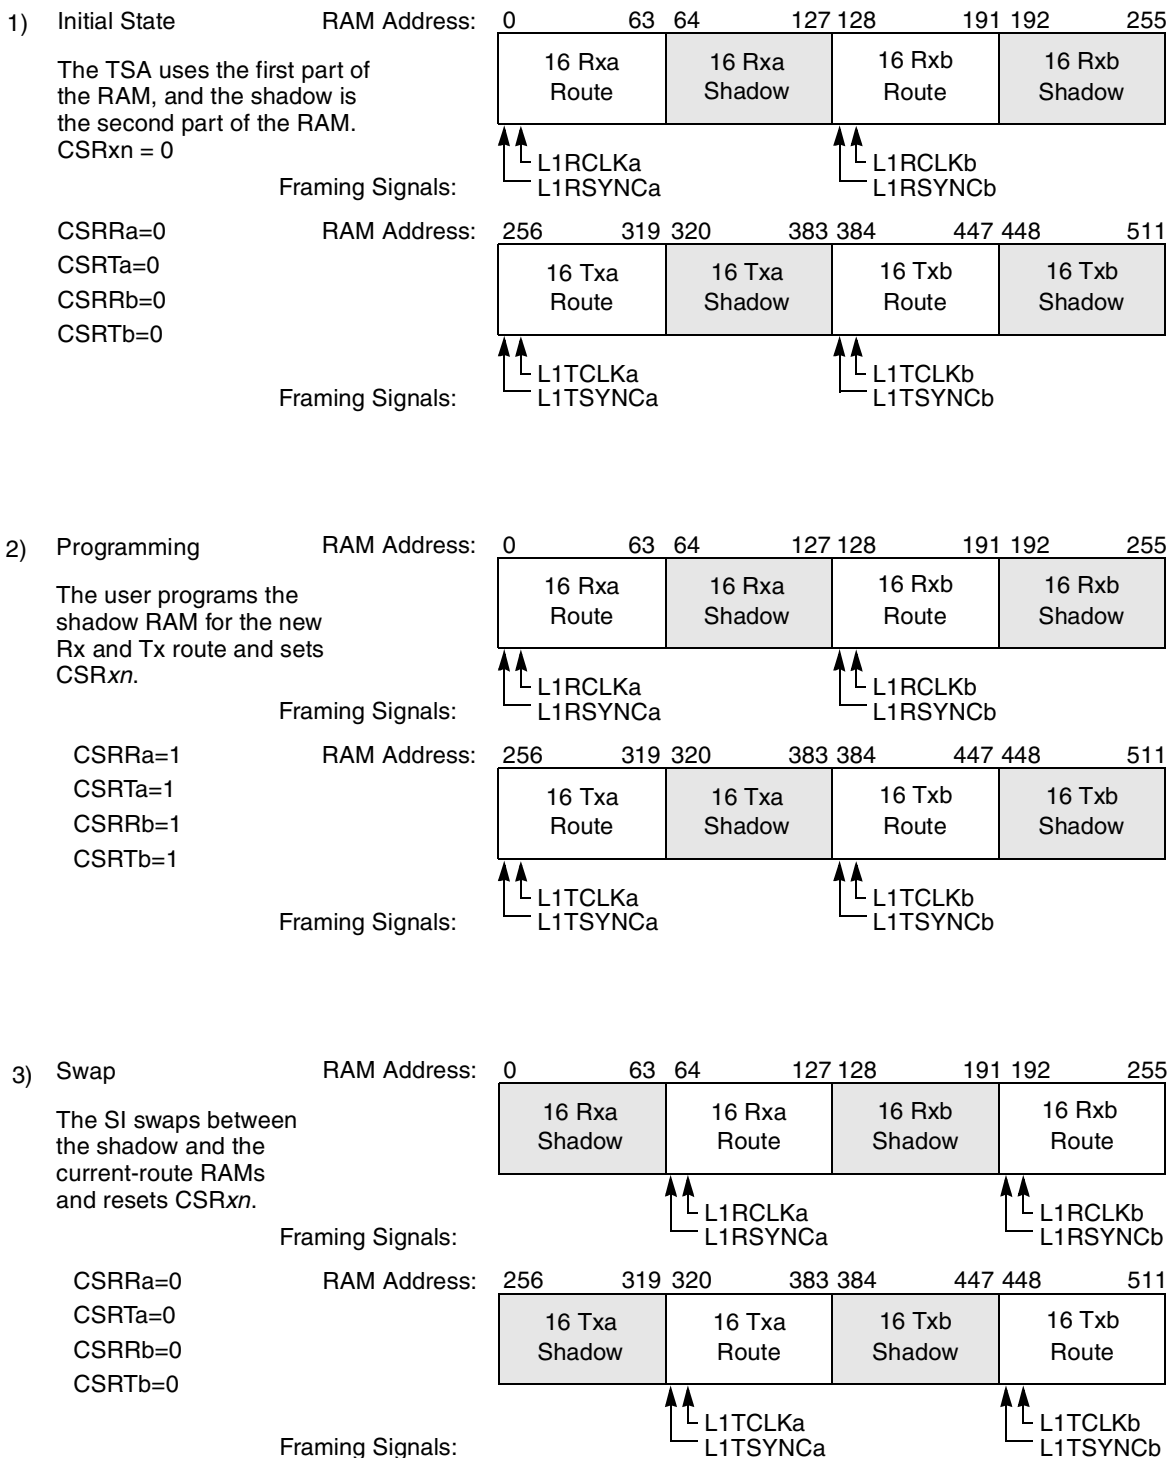 1) Initial State RAM Address: 0 63 64 127 128 191 192 255
The TSA uses the first part of
the RAM, and the shadow is
the second part of the RAM.
CSRxn = 0
16 Rxa Route 16 Rxa Shadow 16 Rxb Route 16 Rxb Shadow
L1RCLKa L1RCLKb
Framing Signals: L1RSYNCa L1RSYNCb
CSRRa=0 RAM Address: 256 319 320 383 384 447 448 511
CSRTa=0
CSRRb=0
CSRTb=0
16 Txa Route 16 Txa Shadow 16 Txb Route 16 Txb Shadow
L1TCLKa L1TCLKb
Framing Signals: L1TSYNCa L1TSYNCb
2) Programming RAM Address: 0 63 64 127 128 191 192 255
The user programs the
shadow RAM for the new
Rx and Tx route and sets
CSRxn.
16 Rxa Route 16 Rxa Shadow 16 Rxb Route 16 Rxb Shadow
L1RCLKa L1RCLKb
Framing Signals: L1RSYNCa L1RSYNCb
CSRRa=1 RAM Address: 256 319 320 383 384 447 448 511
CSRTa=1
CSRRb=1
CSRTb=1
16 Txa Route 16 Txa Shadow 16 Txb Route 16 Txb Shadow
L1TCLKa L1TCLKb
Framing Signals: L1TSYNCa L1TSYNCb
3) Swap RAM Address: 0 63 64 127 128 191 192 255
The SI swaps between
the shadow and the
current-route RAMs
and resets CSRxn.
16 Rxa Shadow 16 Rxa Route 16 Rxb Shadow 16 Rxb Route
L1RCLKa L1RCLKb
Framing Signals: L1RSYNCa L1RSYNCb
CSRRa=0 RAM Address: 256 319 320 383 384 447 448 511
CSRTa=0
CSRRb=0
CSRTb=0
16 Txa Shadow 16 Txa Route 16 Txb Shadow 16 Txb Route
L1TCLKa L1TCLKb
Framing Signals: L1TSYNCa L1TSYNCb